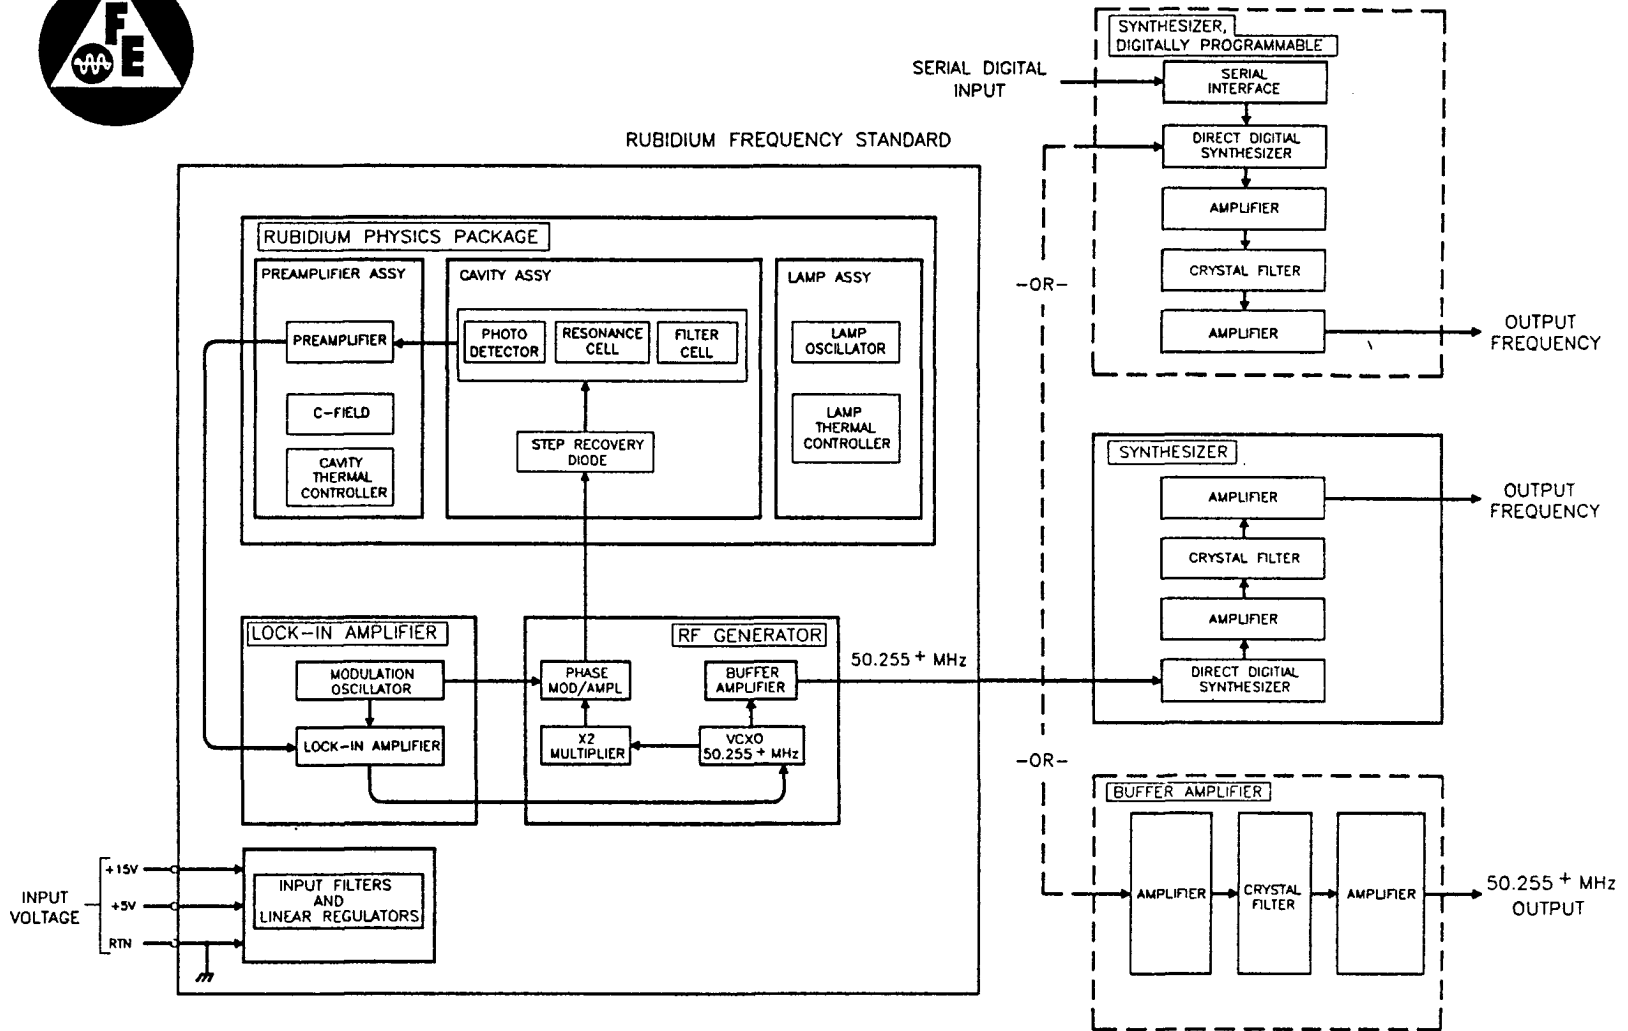 F
E
RUBIDIUM FREQUENCY STANDARD
RUBIDIUM PHYSICS PACKAGE
PREAMPLIFIER ASSY
PREAMPLIFIER
C-FIELD
CAVITY
THERMAL
CONTROLLER
CAVITY ASSY
PHOTO
DETECTOR
RESONANCE
CELL
FILTER
CELL
STEP RECOVERY
DIODE
LAMP ASSY
LAMP
OSCILLATOR
LAMP
THERMAL
CONTROLLER
LOCK-IN AMPLIFIER
MODULATION
OSCILLATOR
LOCK-IN AMPLIFIER
RF GENERATOR
PHASE
MOD/AMPL
BUFFER
AMPLIFIER
X2
MULTIPLIER
VCXO
50.255 + MHz
50.255 + MHz
INPUT
VOLTAGE
+15V
+5V
RTN
INPUT FILTERS
AND
LINEAR REGULATORS
SERIAL DIGITAL
INPUT
SYNTHESIZER,
DIGITALLY PROGRAMMABLE
SERIAL
INTERFACE
DIRECT DIGITIAL
SYNTHESIZER
AMPLIFIER
CRYSTAL FILTER
AMPLIFIER
OUTPUT
FREQUENCY
-OR-
SYNTHESIZER
AMPLIFIER
CRYSTAL FILTER
AMPLIFIER
DIRECT DIGITIAL
SYNTHESIZER
OUTPUT
FREQUENCY
-OR-
BUFFER AMPLIFIER
AMPLIFIER
CRYSTAL
FILTER
AMPLIFIER
50.255 + MHz
OUTPUT